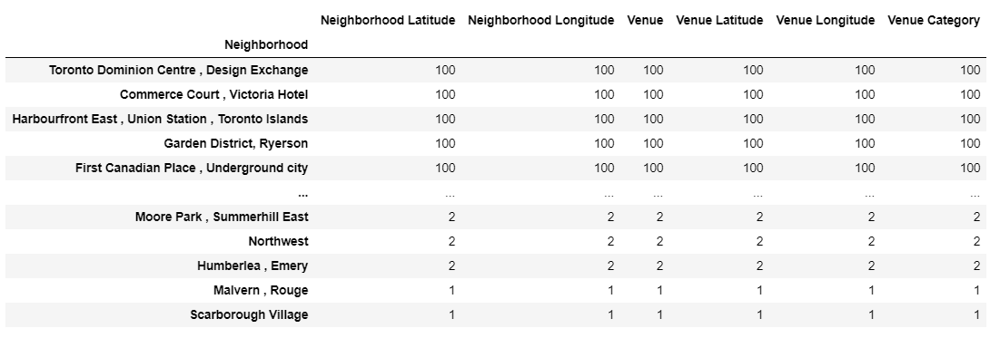 Neighborhood Latitude Neighborhood Longitude Venue Venue Latitude Venue Longitude Venue Category
Neighborhood
Toronto Dominion Centre , Design Exchange 100 100 100 100 100 100
Commerce Court , Victoria Hotel 100 100 100 100 100 100
Harbourfront East , Union Station , Toronto Islands 100 100 100 100 100 100
Garden District, Ryerson 100 100 100 100 100 100
First Canadian Place , Underground city 100 100 100 100 100 100
... ... ... ... ... ... ...
Moore Park , Summerhill East 2 2 2 2 2 2
Northwest 2 2 2 2 2 2
Humberlea , Emery 2 2 2 2 2 2
Malvern , Rouge 1 1 1 1 1 1
Scarborough Village 1 1 1 1 1 1